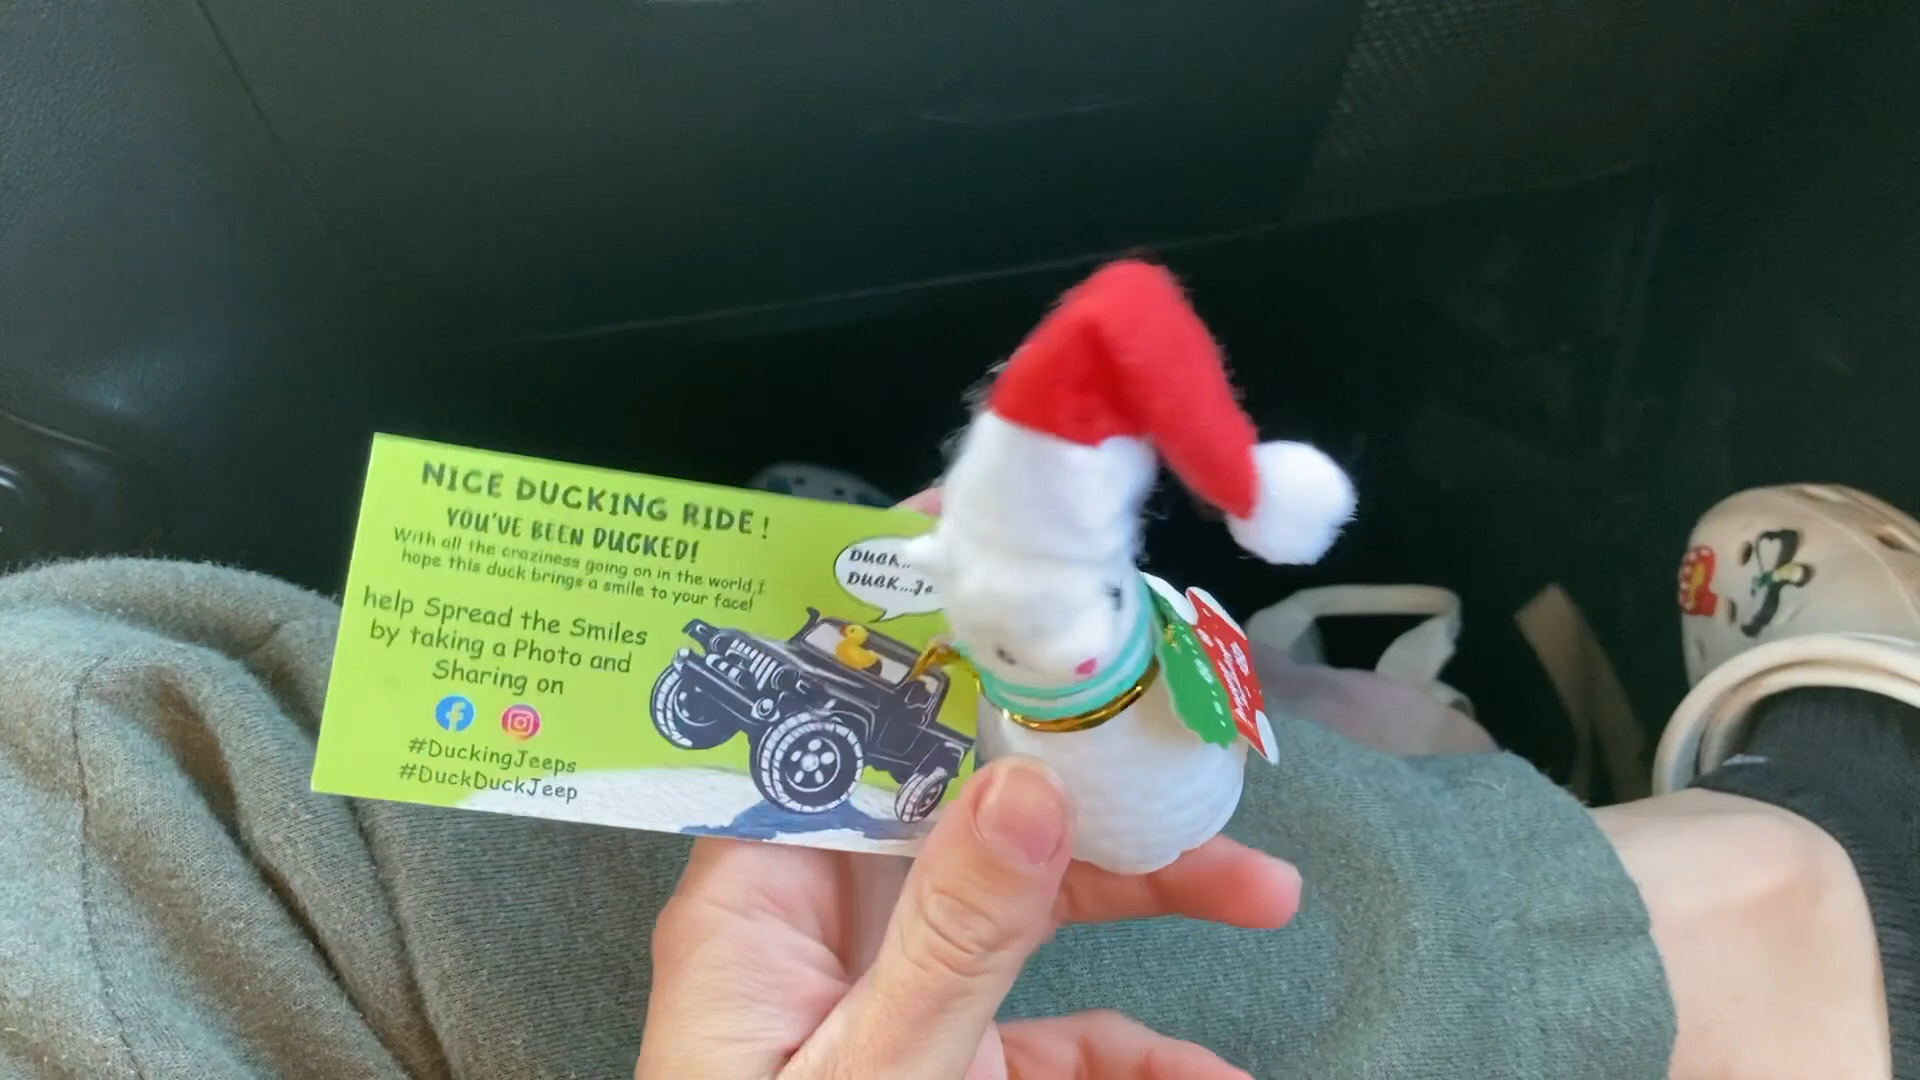 NICE DUCKING RIDE!
YOU'VE BEEN DUCKED!
With all the craziness going on in the world, I
hope this duck brings a smile to your face!
help Spread the Smiles
by taking a Photo and
Sharing on
#DuckingJeeps
#DuckDuckJeep
DUCK..
DUCK...Je